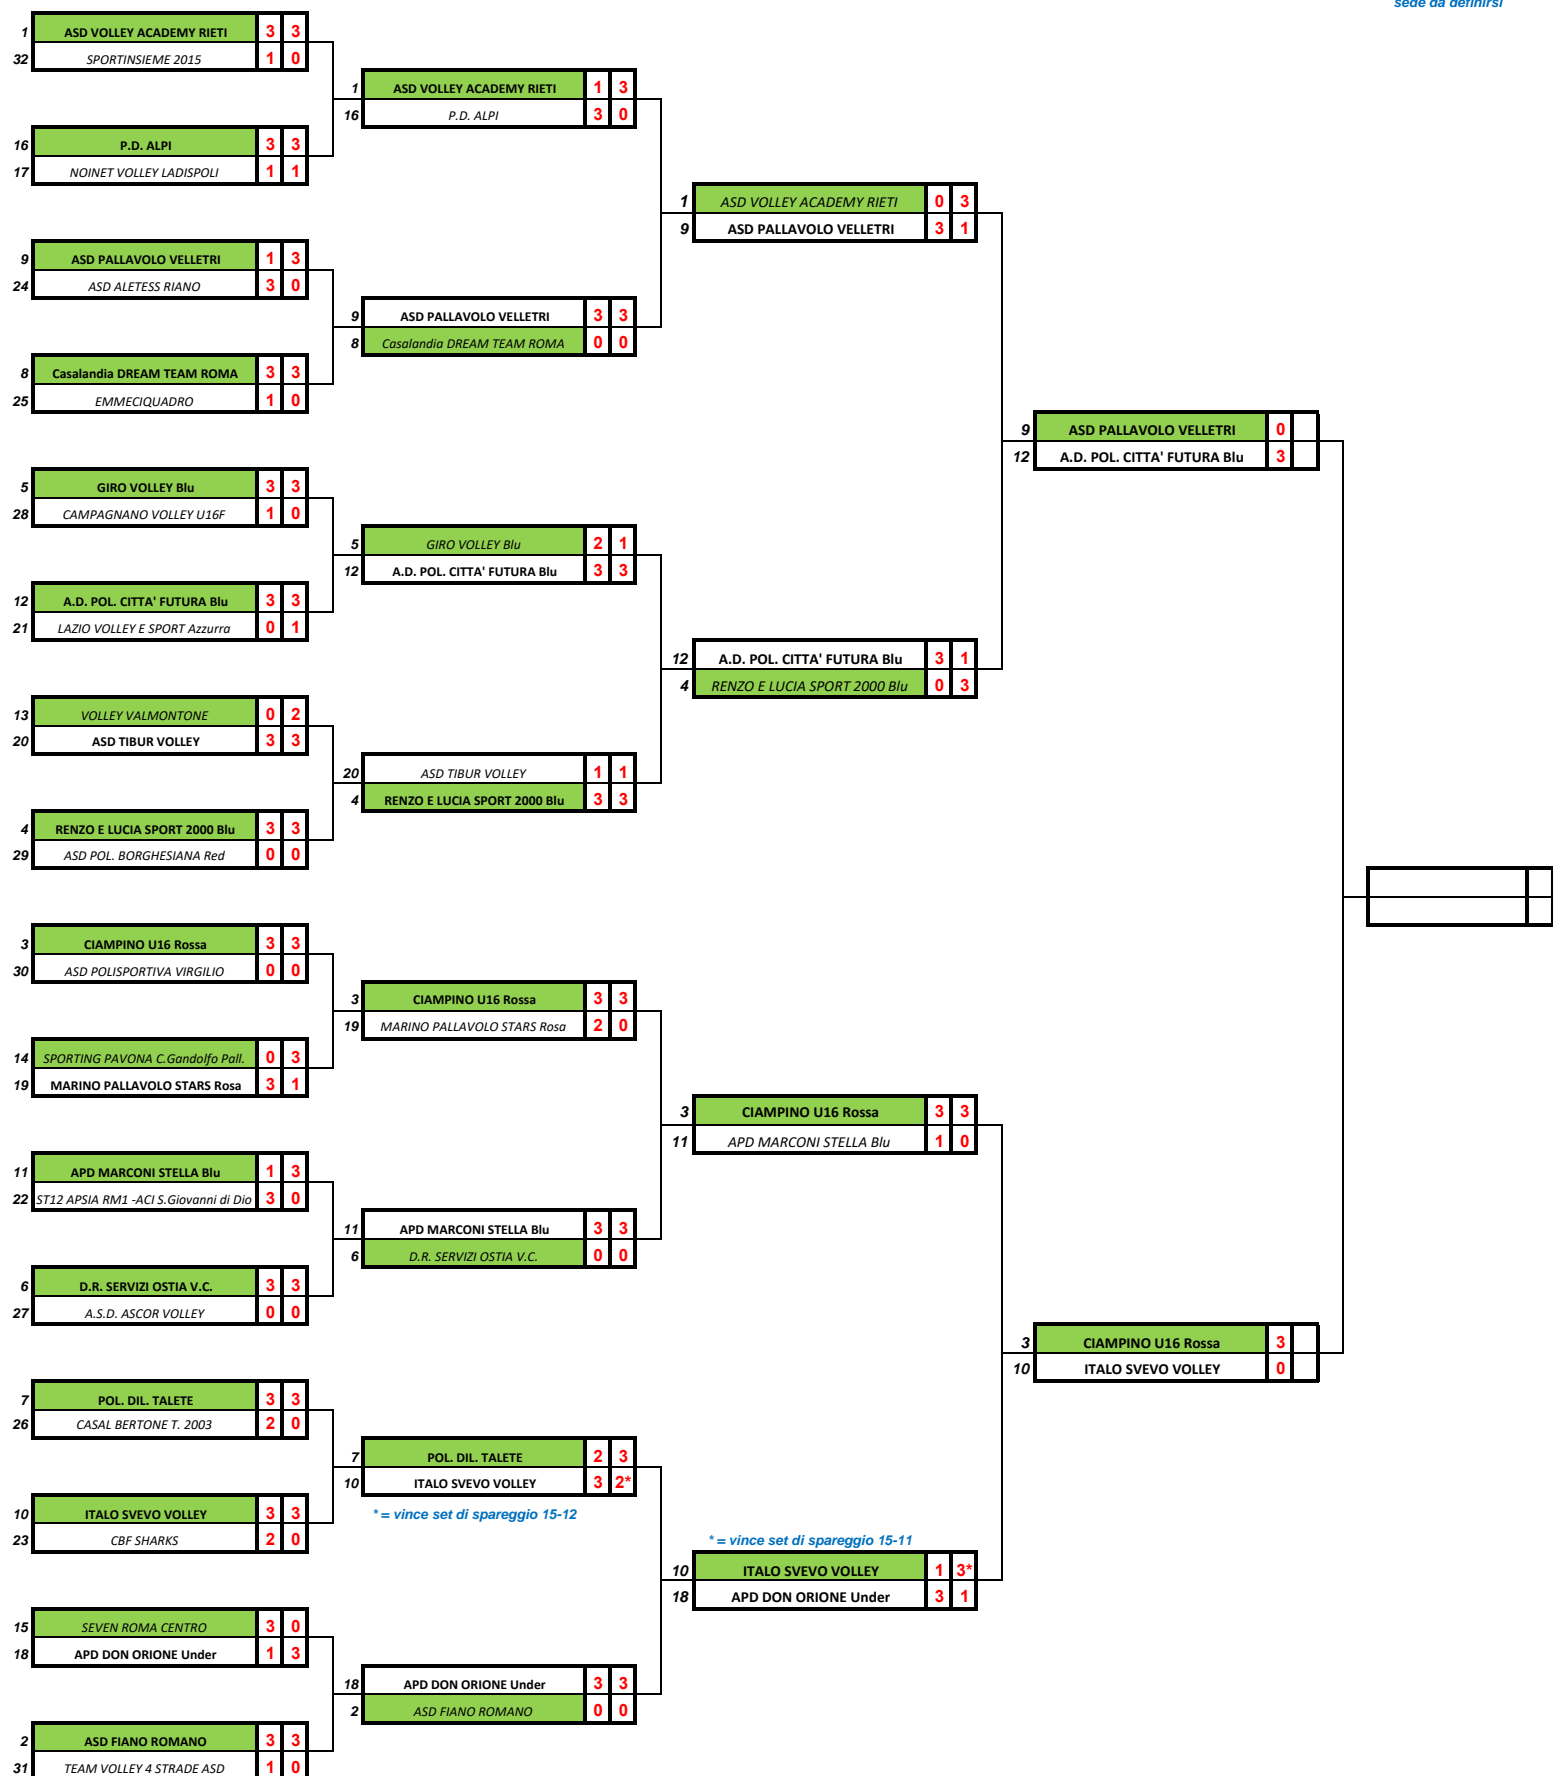 sede da definirsi
1 ASD VOLLEY ACADEMY RIETI 3 3
32 SPORTINSIEME 2015 1 0
16 P.D. ALPI 3 3
17 NOINET VOLLEY LADISPOLI 1 1
9 ASD PALLAVOLO VELLETRI 1 3
24 ASD ALETESS RIANO 3 0
8 Casalandia DREAM TEAM ROMA 3 3
25 EMMECIQUADRO 1 0
5 GIRO VOLLEY Blu 3 3
28 CAMPAGNANO VOLLEY U16F 1 0
12 A.D. POL. CITTA' FUTURA Blu 3 3
21 LAZIO VOLLEY E SPORT Azzurra 0 1
13 VOLLEY VALMONTONE 0 2
20 ASD TIBUR VOLLEY 3 3
4 RENZO E LUCIA SPORT 2000 Blu 3 3
29 ASD POL. BORGHESIANA Red 0 0
3 CIAMPINO U16 Rossa 3 3
30 ASD POLISPORTIVA VIRGILIO 0 0
14 SPORTING PAVONA C.Gandolfo Pall. 0 3
19 MARINO PALLAVOLO STARS Rosa 3 1
11 APD MARCONI STELLA Blu 1 3
22 ST12 APSIA RM1 -ACI S.Giovanni di Dio 3 0
6 D.R. SERVIZI OSTIA V.C. 3 3
27 A.S.D. ASCOR VOLLEY 0 0
7 POL. DIL. TALETE 3 3
26 CASAL BERTONE T. 2003 2 0
10 ITALO SVEVO VOLLEY 3 3
23 CBF SHARKS 2 0
15 SEVEN ROMA CENTRO 3 0
18 APD DON ORIONE Under 1 3
2 ASD FIANO ROMANO 3 3
31 TEAM VOLLEY 4 STRADE ASD 1 0
1 ASD VOLLEY ACADEMY RIETI 1 3
16 P.D. ALPI 3 0
9 ASD PALLAVOLO VELLETRI 3 3
8 Casalandia DREAM TEAM ROMA 0 0
5 GIRO VOLLEY Blu 2 1
12 A.D. POL. CITTA' FUTURA Blu 3 3
20 ASD TIBUR VOLLEY 1 1
4 RENZO E LUCIA SPORT 2000 Blu 3 3
3 CIAMPINO U16 Rossa 3 3
19 MARINO PALLAVOLO STARS Rosa 2 0
11 APD MARCONI STELLA Blu 3 3
6 D.R. SERVIZI OSTIA V.C. 0 0
7 POL. DIL. TALETE 2 3
10 ITALO SVEVO VOLLEY 3 2*
* = vince set di spareggio 15-12
18 APD DON ORIONE Under 3 3
2 ASD FIANO ROMANO 0 0
1 ASD VOLLEY ACADEMY RIETI 0 3
9 ASD PALLAVOLO VELLETRI 3 1
12 A.D. POL. CITTA' FUTURA Blu 3 1
4 RENZO E LUCIA SPORT 2000 Blu 0 3
3 CIAMPINO U16 Rossa 3 3
11 APD MARCONI STELLA Blu 1 0
* = vince set di spareggio 15-11
10 ITALO SVEVO VOLLEY 1 3*
18 APD DON ORIONE Under 3 1
9 ASD PALLAVOLO VELLETRI 0
12 A.D. POL. CITTA' FUTURA Blu 3
3 CIAMPINO U16 Rossa 3
10 ITALO SVEVO VOLLEY 0